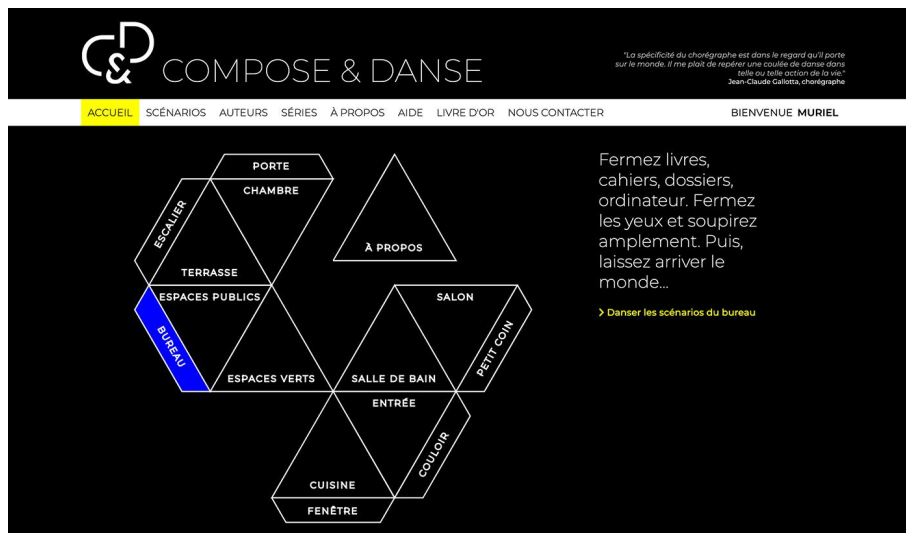 C&D
COMPOSE & DANSE
"La spécificité du chorégraphe est dans le regard qu'il porte
sur le monde. Il me plait de repérer une coulée de danse dans
telle ou telle action de la vie."
Jean-Claude Gallotta, chorégraphe
ACCUEIL SCÉNARIOS AUTEURS SÉRIES À PROPOS AIDE LIVRE D'OR NOUS CONTACTER BIENVENUE MURIEL
PORTE
CHAMBRE
ESCALIER
TERRASSE
À PROPOS
ESPACES PUBLICS
BUREAU
ESPACES VERTS
SALON
PETIT COIN
SALLE DE BAIN
ENTRÉE
COULOIR
CUISINE
FENÊTRE
Fermez livres,
cahiers, dossiers,
ordinateur. Fermez
les yeux et soupirez
amplement. Puis,
laissez arriver le
monde...
> Danser les scénarios du bureau